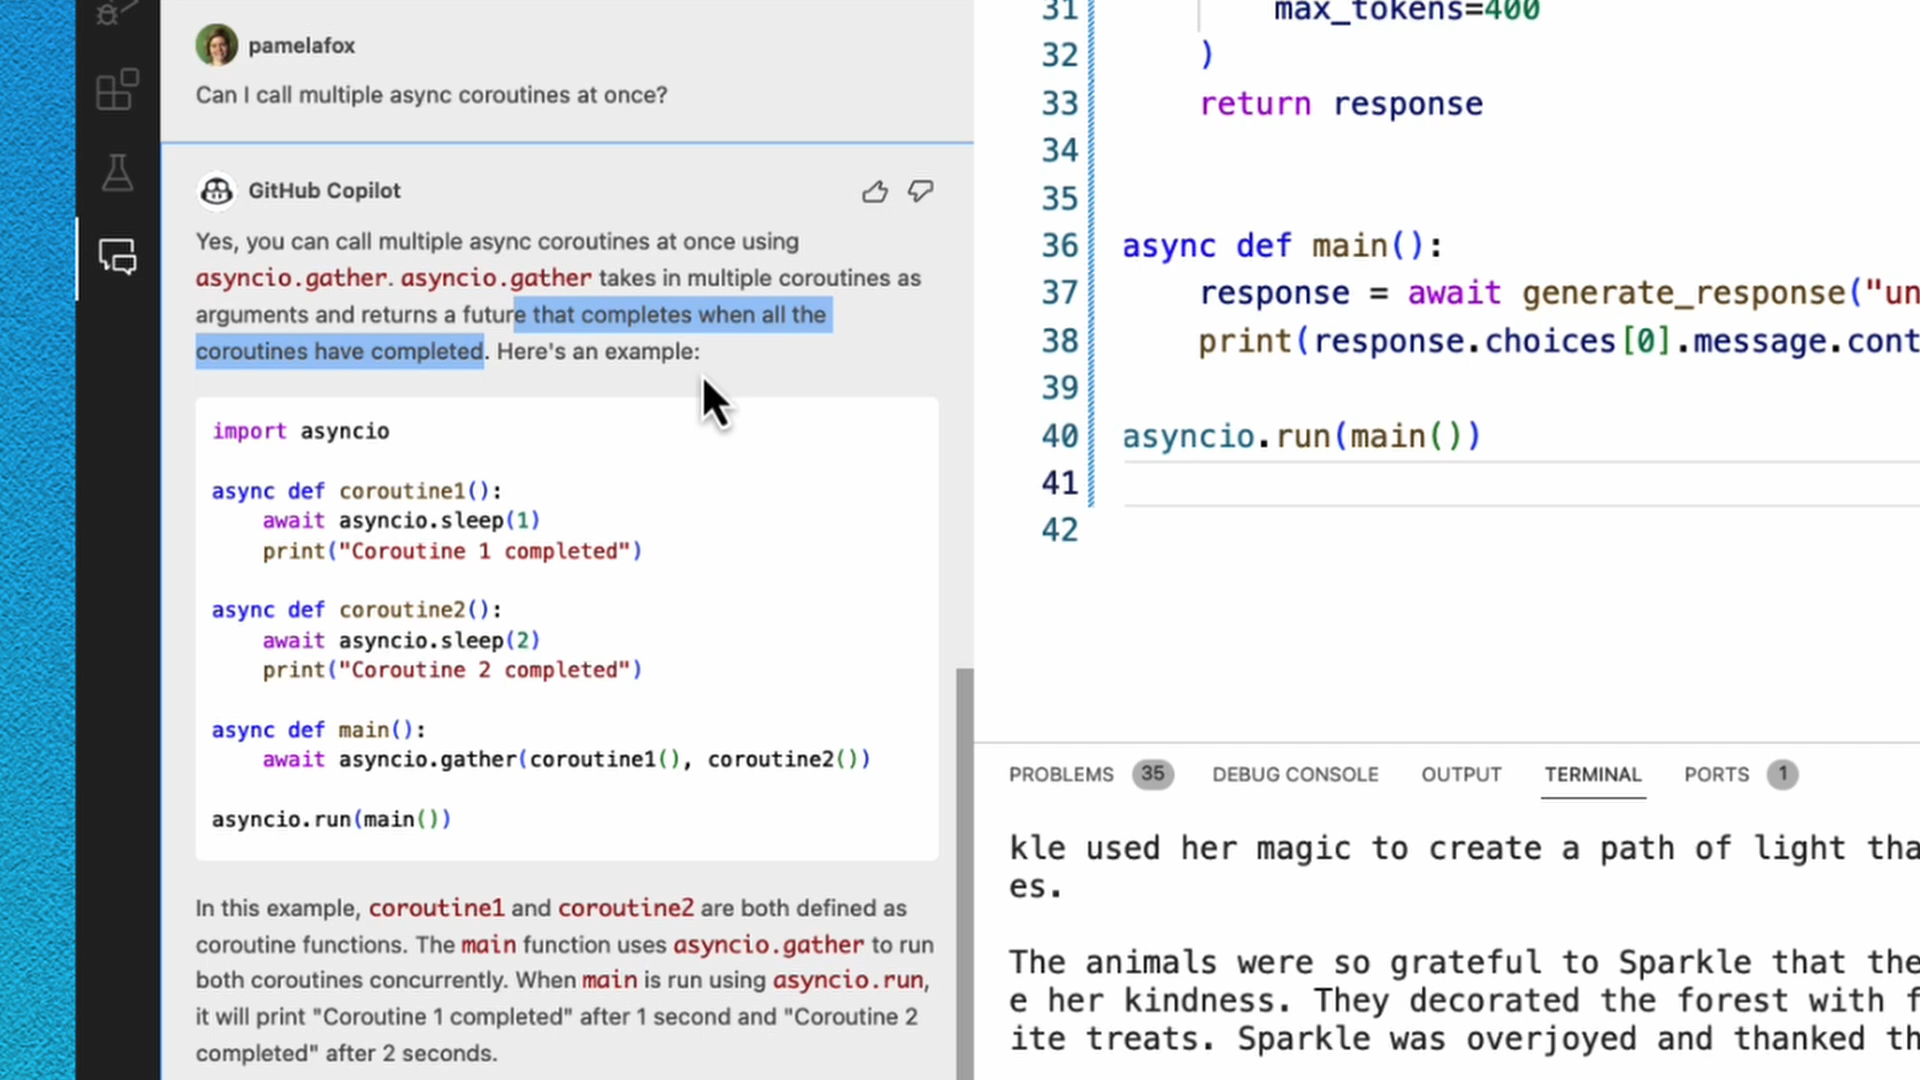 pamelafox
Can I call multiple async coroutines at once?
GitHub Copilot
Yes, you can call multiple async coroutines at once using
asyncio.gather. asyncio.gather takes in multiple coroutines as
arguments and returns a future that completes when all the
coroutines have completed. Here's an example:
import asyncio
async def coroutine1():
    await asyncio.sleep(1)
    print("Coroutine 1 completed")
async def coroutine2():
    await asyncio.sleep(2)
    print("Coroutine 2 completed")
async def main():
    await asyncio.gather(coroutine1(), coroutine2())
asyncio.run(main())
In this example, coroutine1 and coroutine2 are both defined as
coroutine functions. The main function uses asyncio.gather to run
both coroutines concurrently. When main is run using asyncio.run,
it will print "Coroutine 1 completed" after 1 second and "Coroutine 2
completed" after 2 seconds.
31 max_tokens=400
32 )
33 return response
34
35
36 async def main():
37 response = await generate_response("un
38 print(response.choices[0].message.cont
39
40 asyncio.run(main())
41
42
PROBLEMS 35 DEBUG CONSOLE OUTPUT TERMINAL PORTS 1
kle used her magic to create a path of light tha
es.
The animals were so grateful to Sparkle that the
e her kindness. They decorated the forest with f
ite treats. Sparkle was overjoyed and thanked th